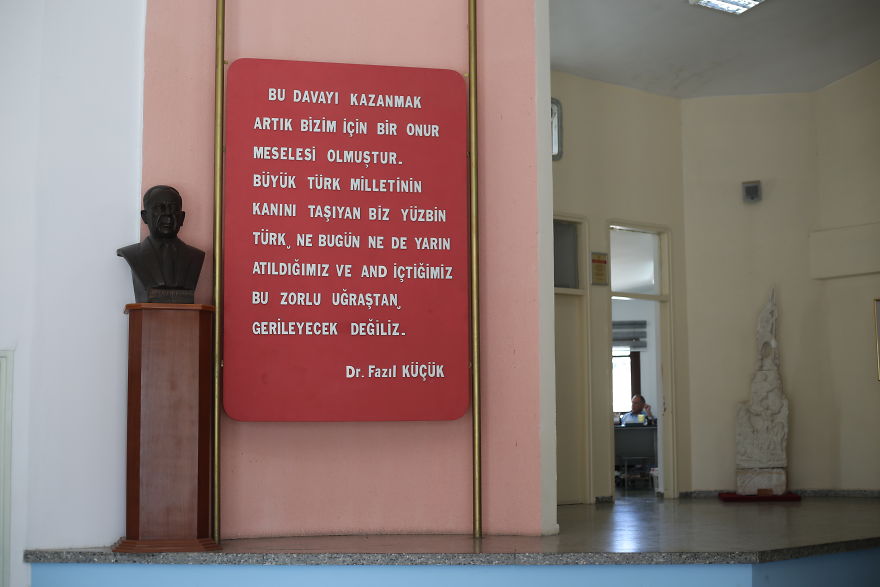 BU DAVAYI KAZANMAK
ARTIK BİZİM İÇİN BİR ONUR
MESELESİ OLMUŞTUR.
BÜYÜK TÜRK MİLLETİNİN
KANINI TAŞIYAN BİZ YÜZBİN
TÜRK, NE BUGÜN NE DE YARIN
ATILDIĞIMIZ VE AND İÇTİĞİMİZ
BU ZORLU UĞRAŞTAN,
GERİLEYECEK DEĞİLİZ.
Dr. Fazıl KÜÇÜK